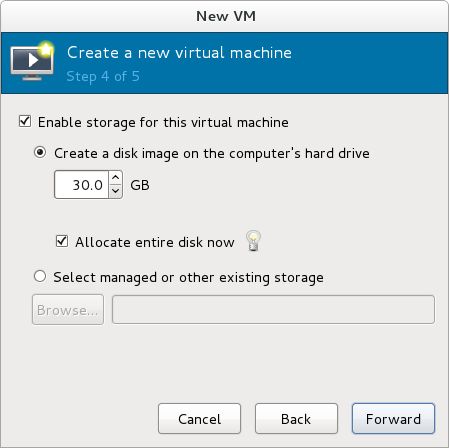 New VM
Create a new virtual machine
Step 4 of 5
Enable storage for this virtual machine
Create a disk image on the computer's hard drive
30.0 GB
Allocate entire disk now
Select managed or other existing storage
Browse...
Cancel Back Forward